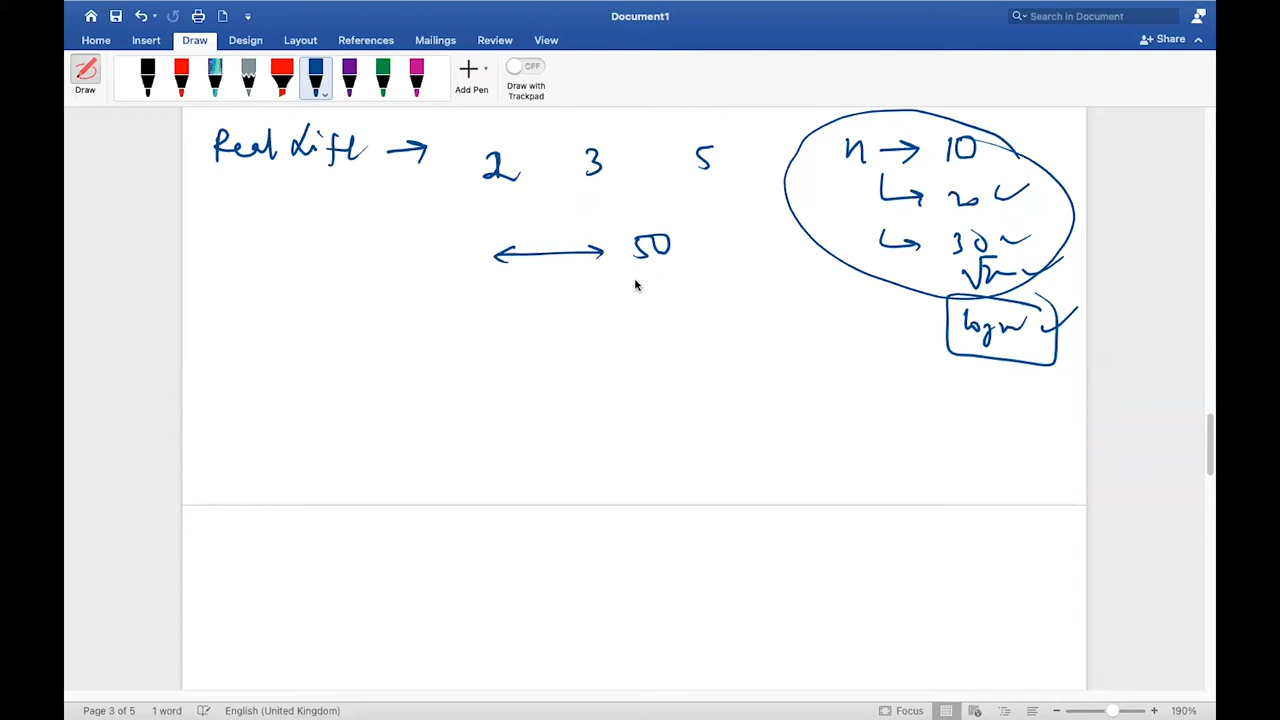 Document1
Search in Document
Home Insert Draw Design Layout References Mailings Review View
Share
Draw
Add Pen
OFF
Draw with
Trackpad
Real Life → 2 3 5
n → 10
↳ 20 ✓
↔ 50
↳ 30 ✓
√n ✓
log n ✓
Page 3 of 5 1 word English (United Kingdom) Focus 190%